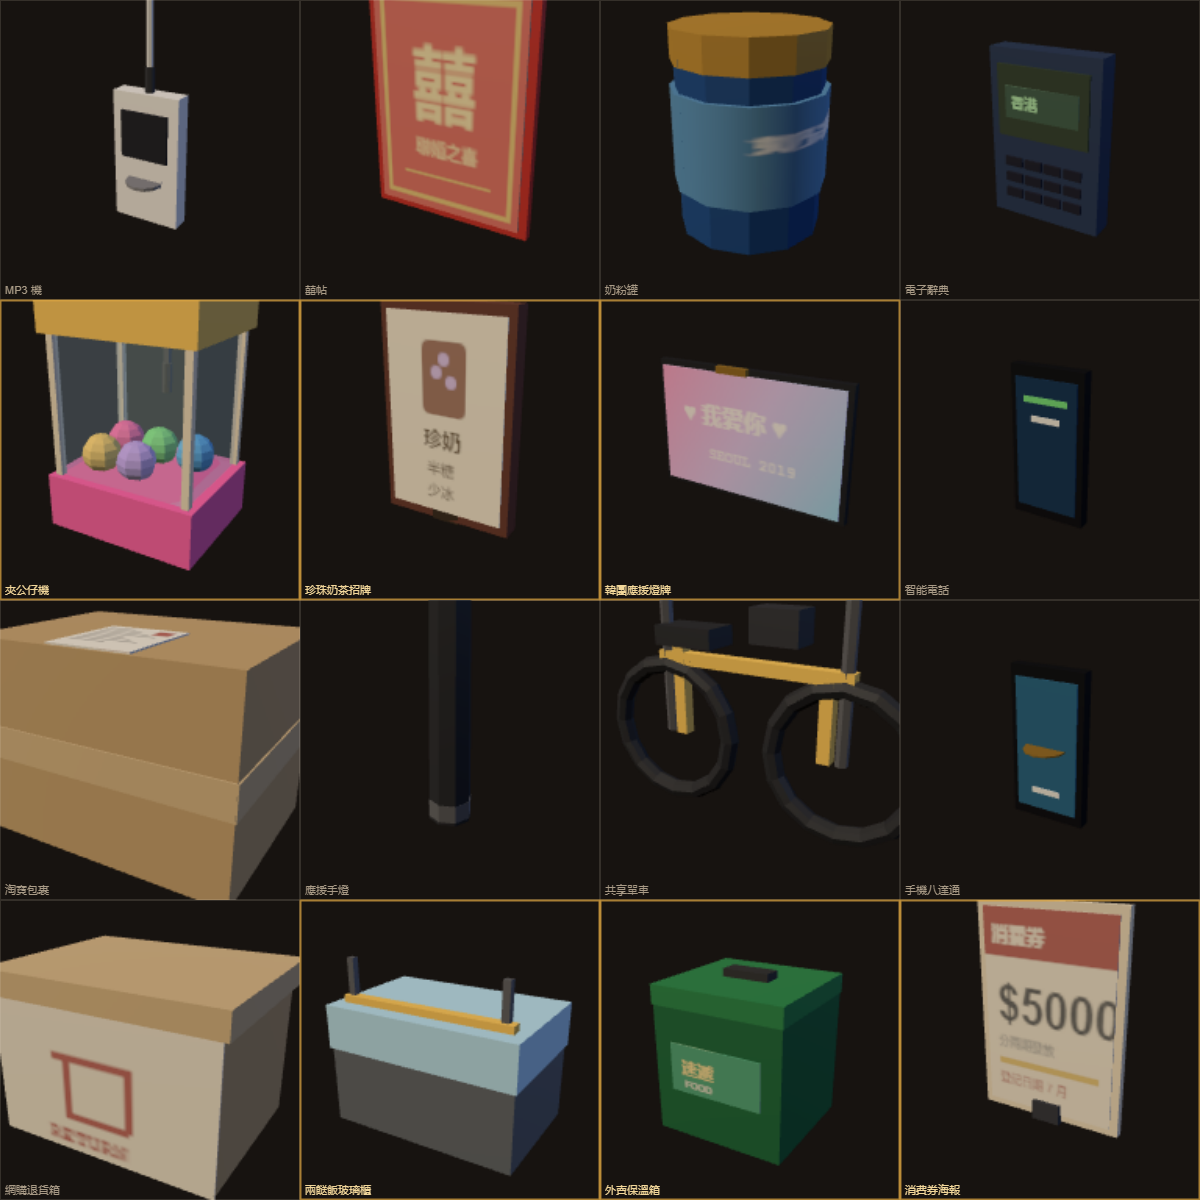 囍
香港
MP3 機
囍帖
奶粉罐
電子辭典
珍奶
半糖
少冰
♥ 我愛你 ♥
SEOUL 2019
夾公仔機
珍珠奶茶招牌
韓團應援燈牌
智能電話
淘寶包裹
應援手燈
共享單車
手機八達通
RETURN
速遞
FOOD
消費券
$5000
網購退貨箱
兩餸飯玻璃櫃
外賣保溫箱
消費券海報